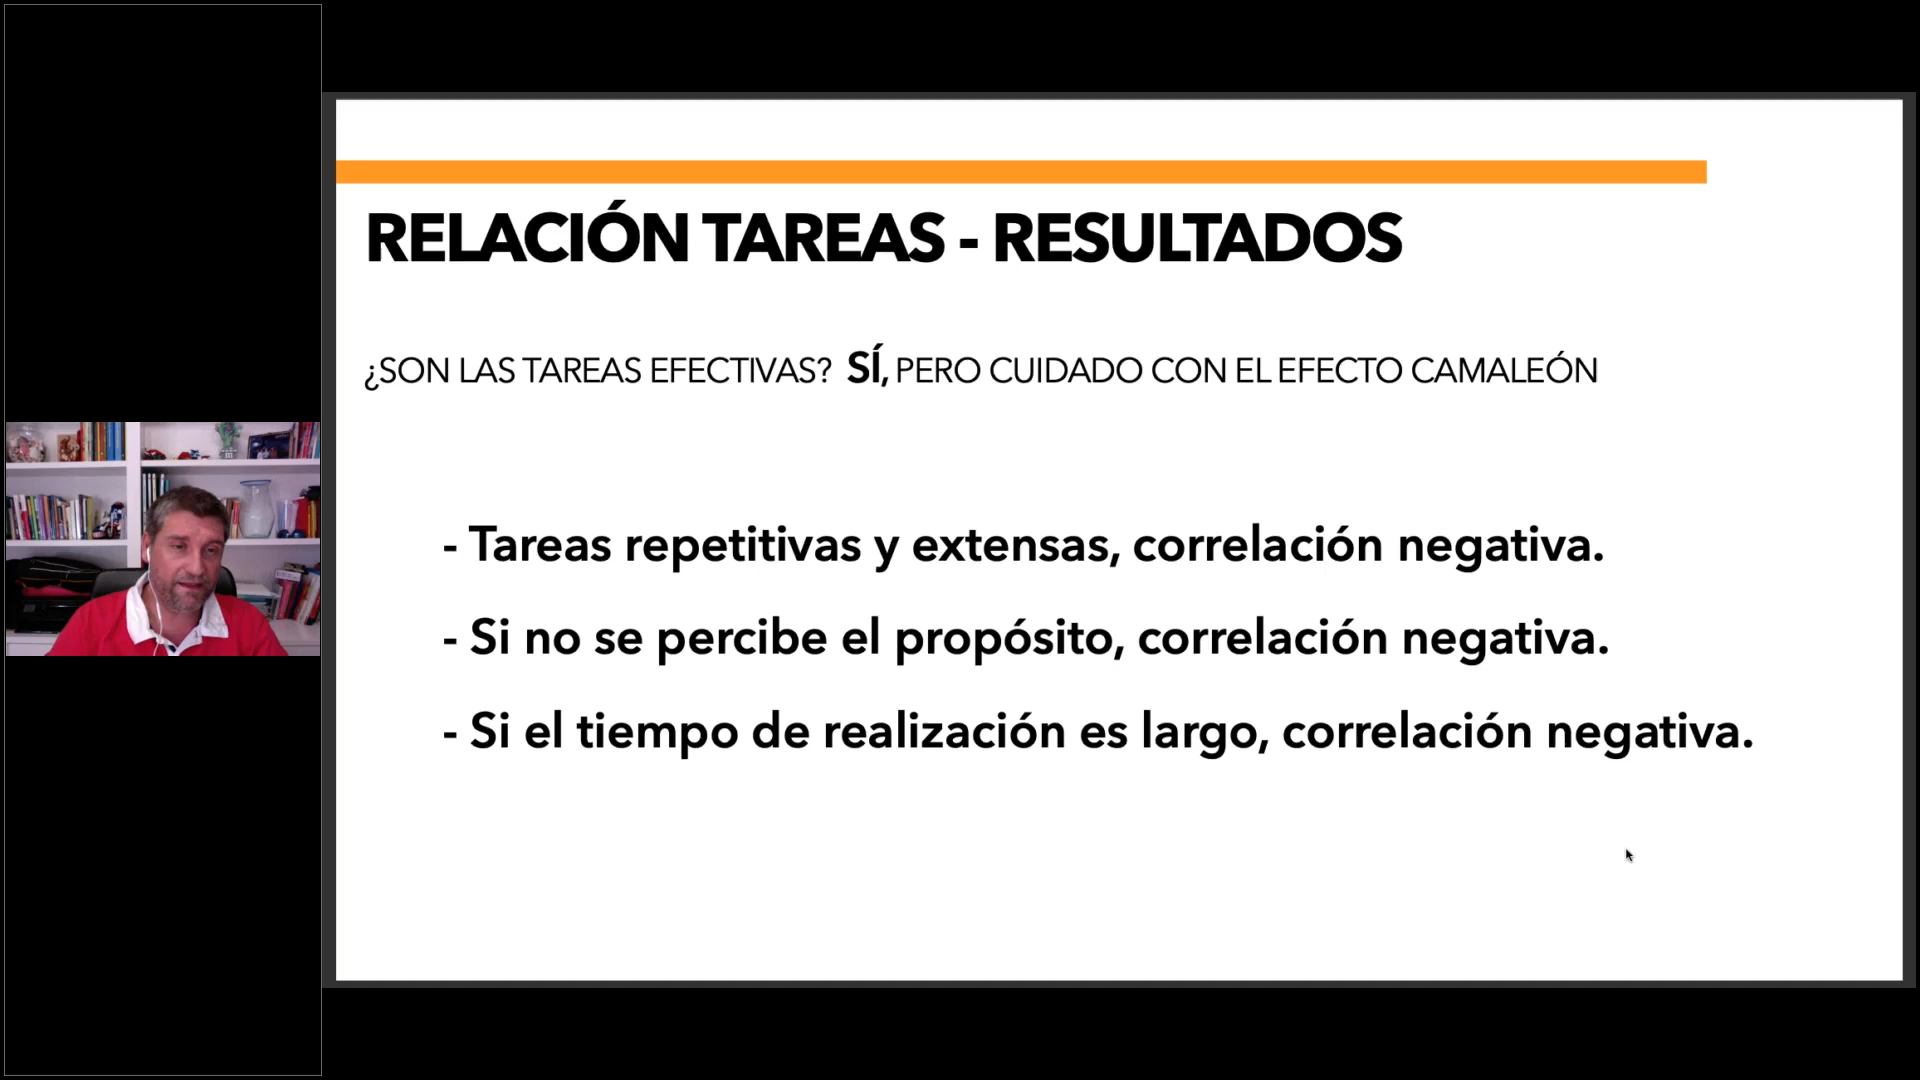 RELACIÓN TAREAS - RESULTADOS
¿SON LAS TAREAS EFECTIVAS? SÍ, PERO CUIDADO CON EL EFECTO CAMALEÓN
- Tareas repetitivas y extensas, correlación negativa.
- Si no se percibe el propósito, correlación negativa.
- Si el tiempo de realización es largo, correlación negativa.